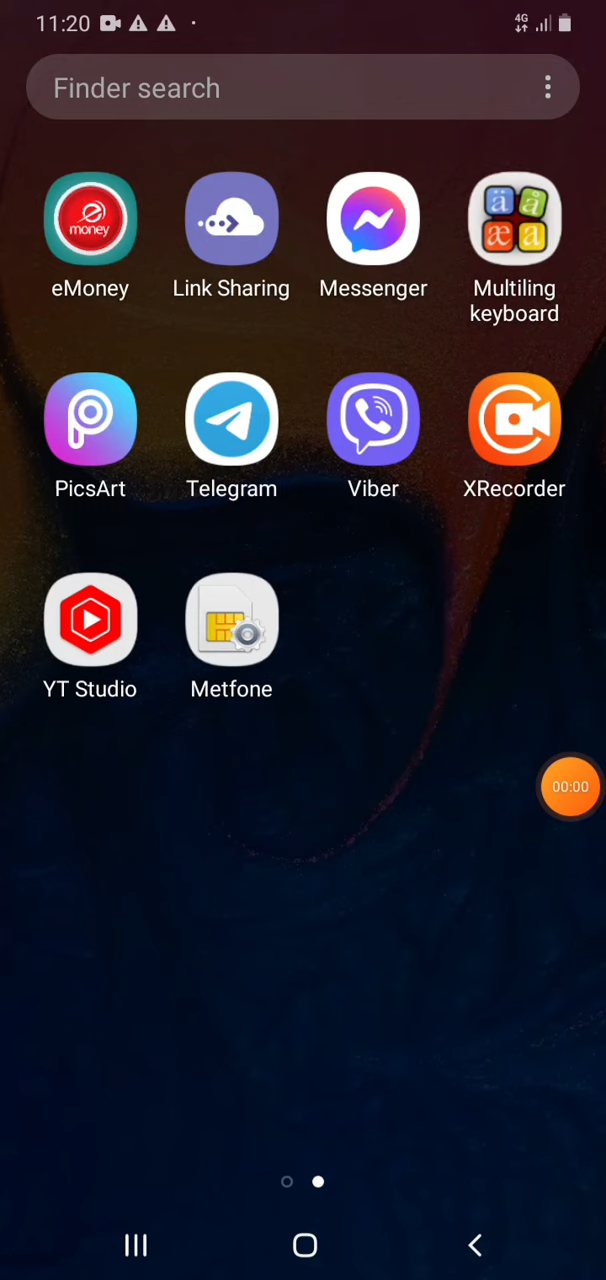 11:20
4G
Finder search
e
money
ä å
æ a
eMoney
Link Sharing
Messenger
Multiling
keyboard
PicsArt
Telegram
Viber
XRecorder
YT Studio
Metfone
00:00